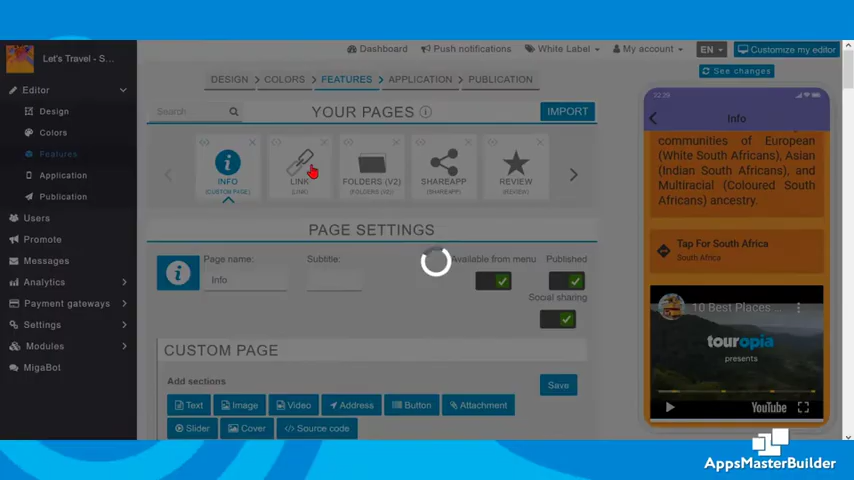 Let's Travel - S...
Dashboard
Push notifications
White Label
My account
EN
Customize my editor
See changes
Editor
Design
Colors
Features
Application
Publication
Users
Promote
Messages
Analytics
Payment gateways
Settings
Modules
MigaBot
DESIGN
COLORS
FEATURES
APPLICATION
PUBLICATION
Search
YOUR PAGES
IMPORT
INFO
(CUSTOM PAGE)
LINK
(LINK)
FOLDERS (V2)
(FOLDERS (V2))
SHAREAPP
(SHAREAPP)
REVIEW
(REVIEW)
PAGE SETTINGS
Page name:
Subtitle:
Available from menu
Published
Info
Social sharing
CUSTOM PAGE
Add sections
Save
Text
Image
Video
Address
Button
Attachment
Slider
Cover
Source code
22:39
Info
communities of European
(White South Africans), Asian
(Indian South Africans), and
Multiracial (Coloured South
Africans) ancestry.
Tap For South Africa
South Africa
10 Best Places ...
touropia
presents
YouTube
AppsMasterBuilder